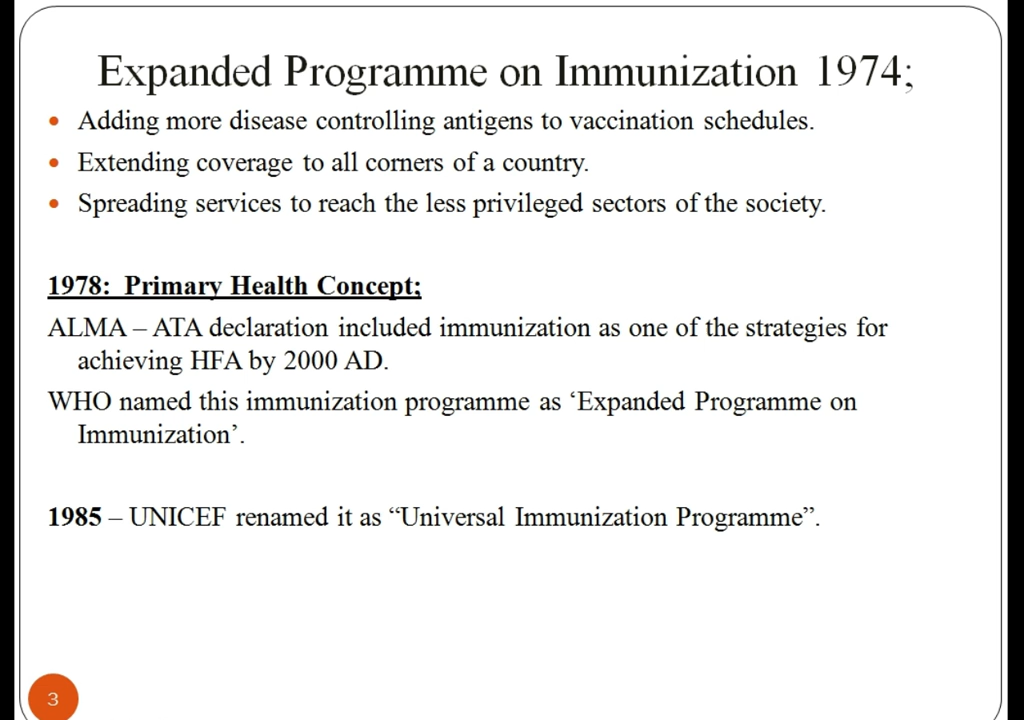 Expanded Programme on Immunization 1974;
• Adding more disease controlling antigens to vaccination schedules.
• Extending coverage to all corners of a country.
• Spreading services to reach the less privileged sectors of the society.
1978: Primary Health Concept;
ALMA – ATA declaration included immunization as one of the strategies for
achieving HFA by 2000 AD.
WHO named this immunization programme as ‘Expanded Programme on
Immunization’.
1985 – UNICEF renamed it as “Universal Immunization Programme”.
3